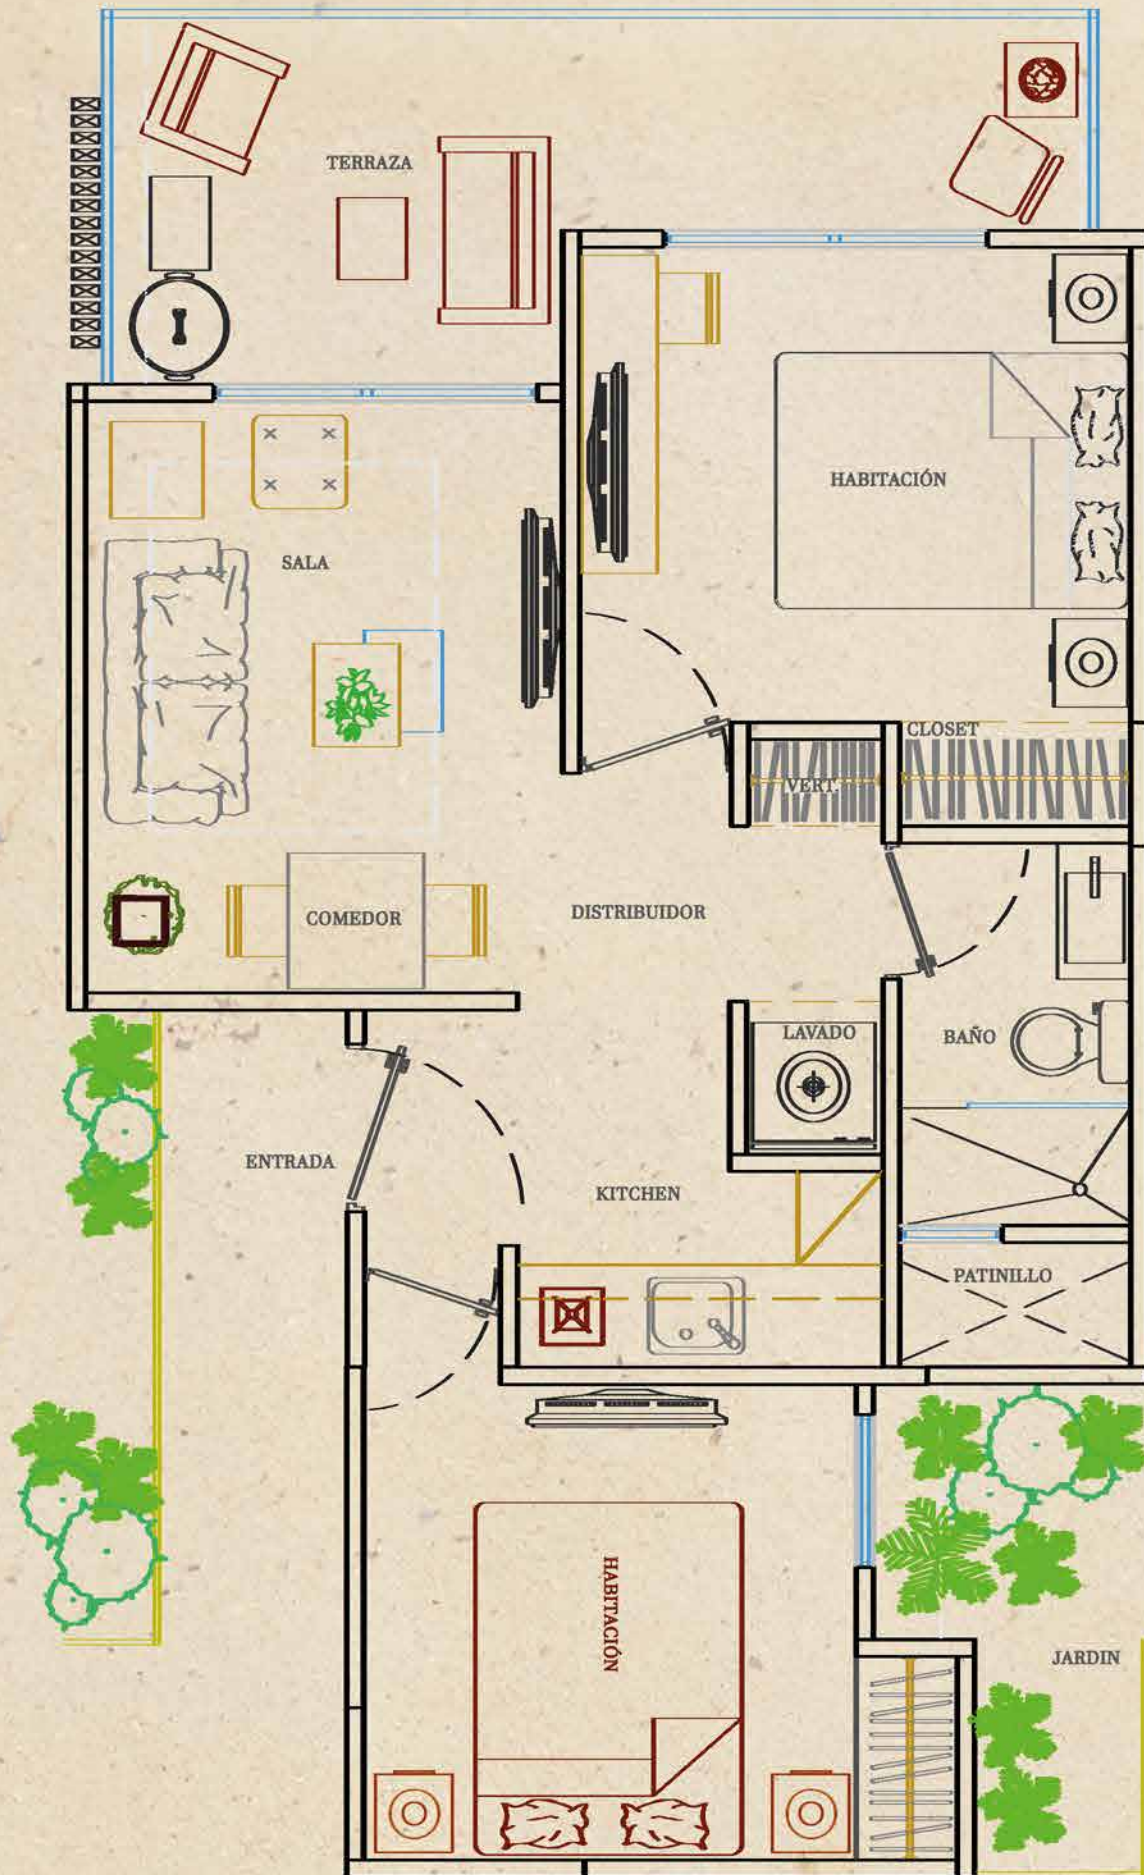 TERRAZA
HABITACIÓN
SALA
CLOSET
VERT.
COMEDOR
DISTRIBUIDOR
LAVADO
BAÑO
ENTRADA
KITCHEN
PATINILLO
HABITACIÓN
JARDIN